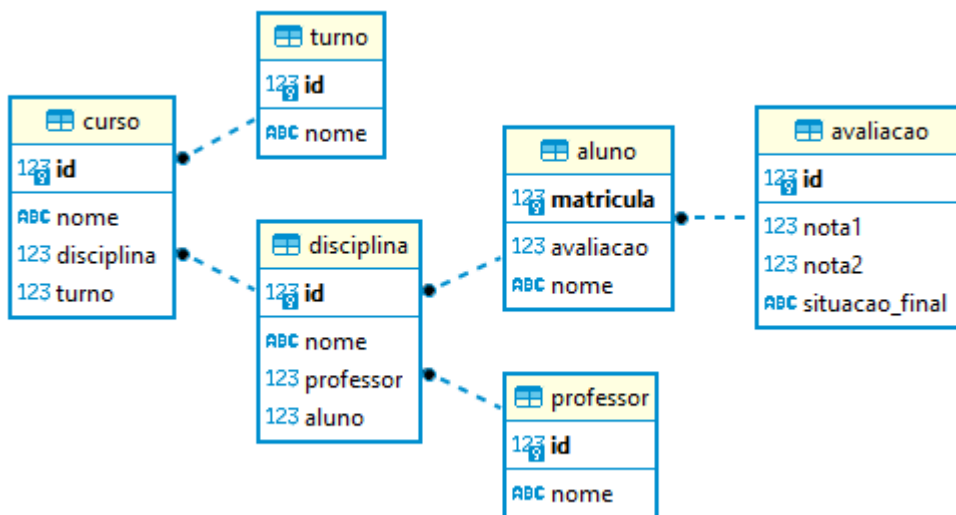 turno
123 id
ABC nome
curso
123 id
ABC nome
123 disciplina
123 turno
disciplina
123 id
ABC nome
123 professor
123 aluno
aluno
123 matricula
123 avaliacao
ABC nome
professor
123 id
ABC nome
avaliacao
123 id
123 nota1
123 nota2
ABC situacao_final